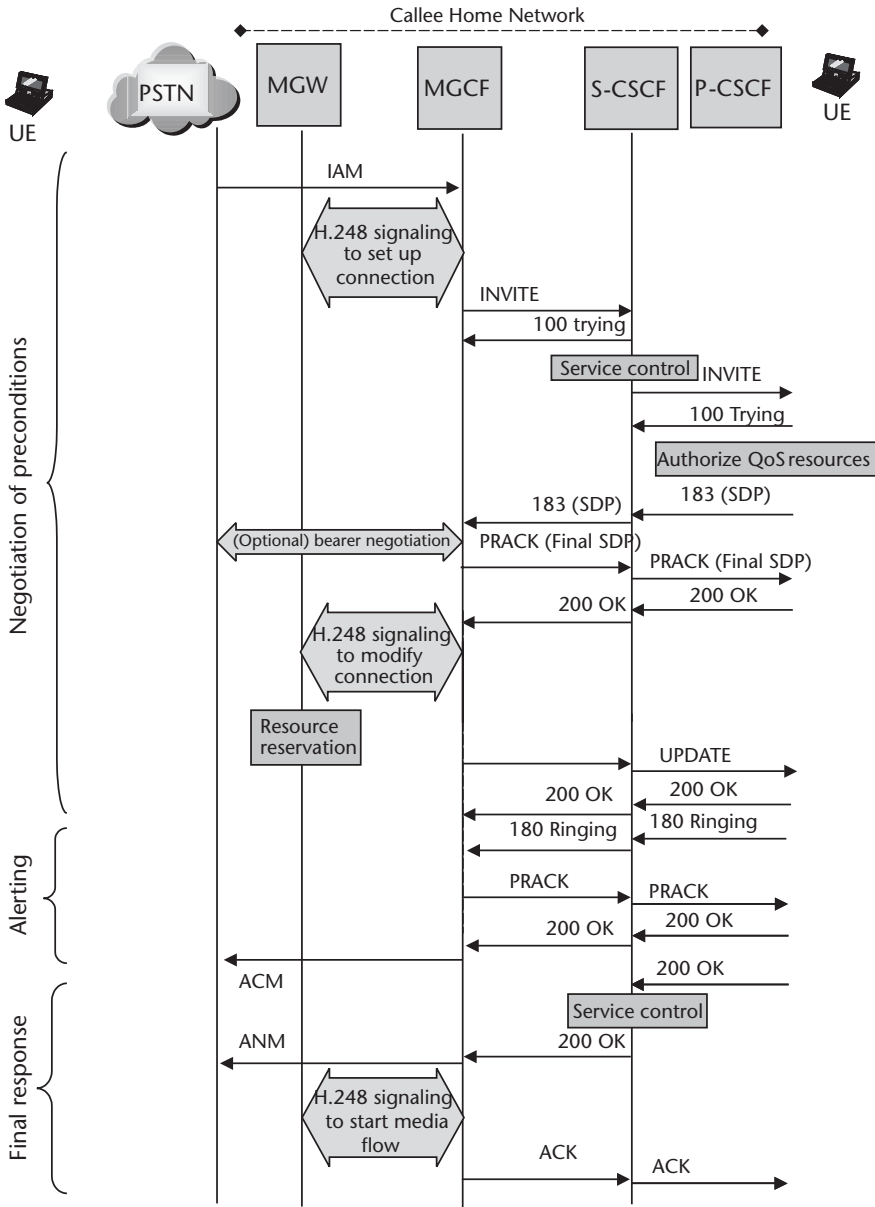 Callee Home Network
UE
PSTN
MGW
MGCF
S-CSCF
P-CSCF
UE
Negotiation of preconditions
IAM
H.248 signaling
to set up
connection
INVITE
100 trying
Service control
INVITE
100 Trying
Authorize QoS resources
183 (SDP)
183 (SDP)
(Optional) bearer negotiation
PRACK (Final SDP)
PRACK (Final SDP)
200 OK
200 OK
H.248 signaling
to modify
connection
Resource
reservation
UPDATE
200 OK
200 OK
Alerting
180 Ringing
180 Ringing
PRACK
PRACK
200 OK
200 OK
ACM
Final response
200 OK
Service control
ANM
200 OK
H.248 signaling
to start media
flow
ACK
ACK